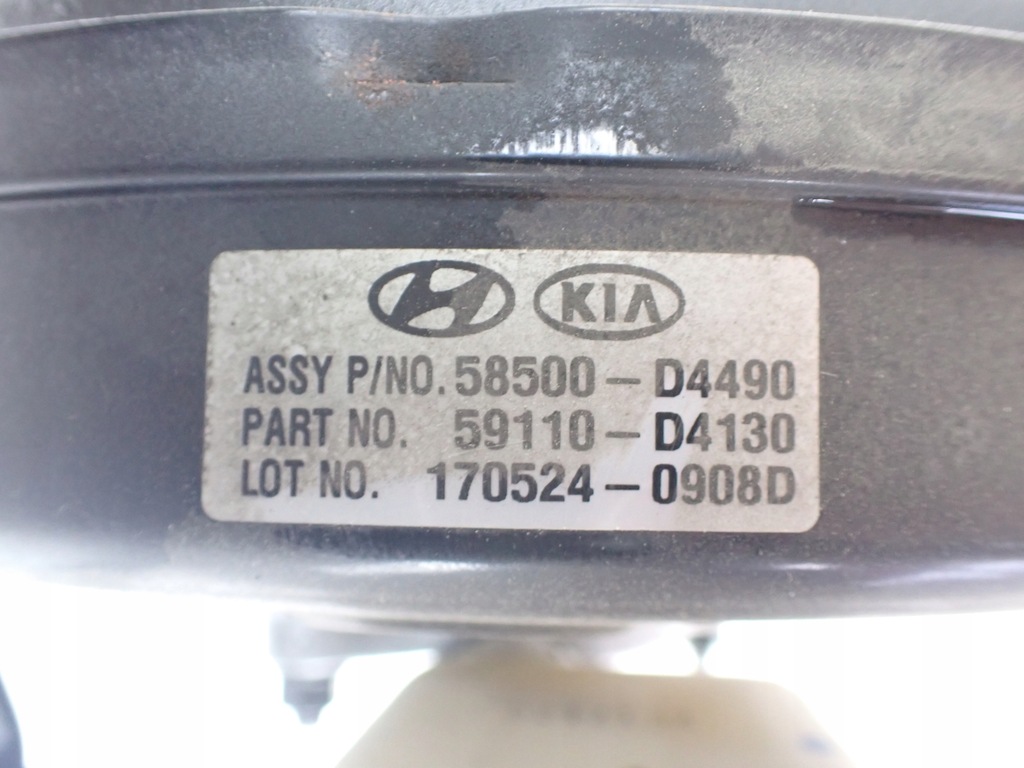 KIA
ASSY P/NO. 58500-D4490
PART NO. 59110-D4130
LOT NO. 170524-0908D